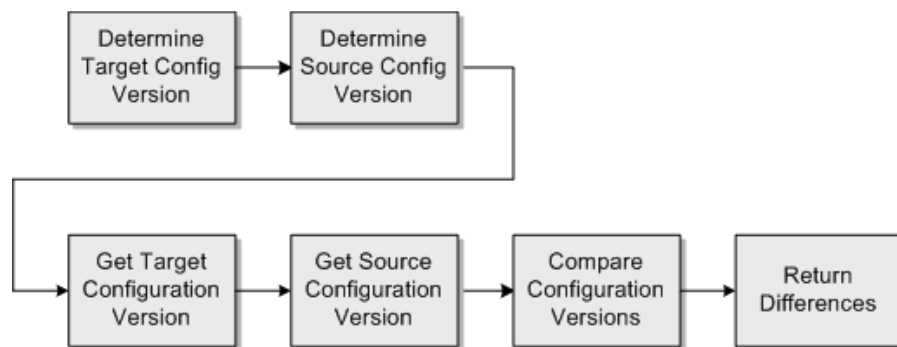 Determine
Target Config
Version
Determine
Source Config
Version
Get Target
Configuration
Version
Get Source
Configuration
Version
Compare
Configuration
Versions
Return
Differences